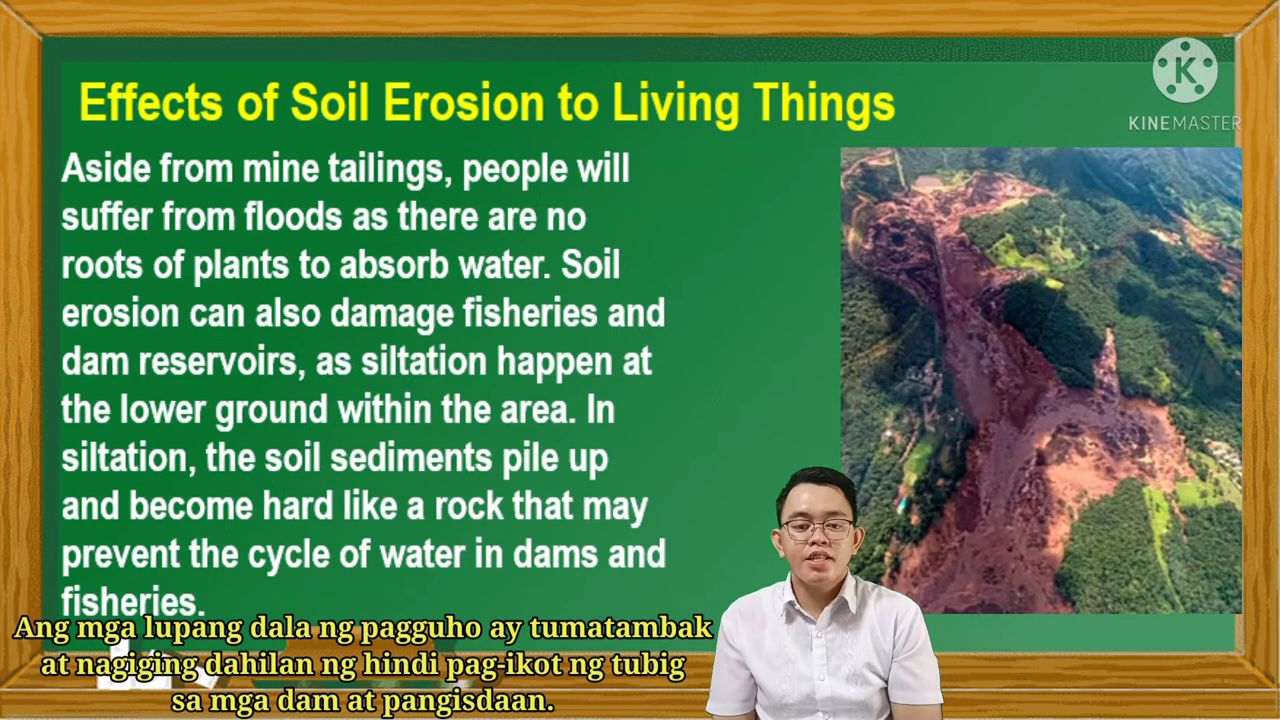 Effects of Soil Erosion to Living Things
K
KINEMASTER
Aside from mine tailings, people will
suffer from floods as there are no
roots of plants to absorb water. Soil
erosion can also damage fisheries and
dam reservoirs, as siltation happen at
the lower ground within the area. In
siltation, the soil sediments pile up
and become hard like a rock that may
prevent the cycle of water in dams and
fisheries.
Ang mga lupang dala ng pagguho ay tumatambak
at nagiging dahilan ng hindi pag-ikot ng tubig
sa mga dam at pangisdaan.